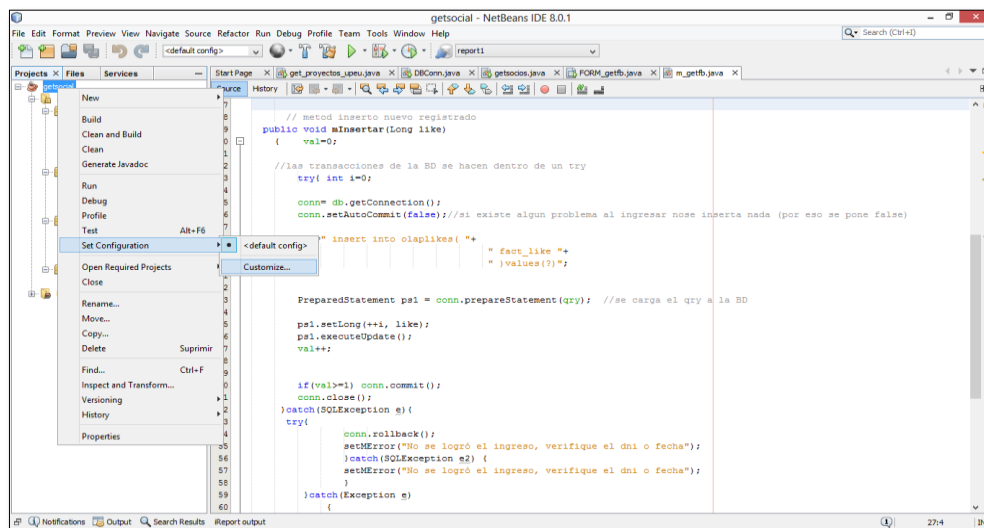 getsocial - NetBeans IDE 8.0.1
File Edit Format Preview View Navigate Source Refactor Run Debug Profile Team Tools Window Help
Search (Ctrl+I)
<default config>
report1
Projects Files Services
Start Page get_proyectos_upeu.java DBConn.java getsocios.java FORM_getfb.java m_getfb.java
getsocial
Source History
New
Build
Clean and Build
Clean
Generate Javadoc
Run
Debug
Profile
Test Alt+F6
Set Configuration
Open Required Projects
Close
Rename...
Move...
Copy...
Delete Suprimir
Find... Ctrl+F
Inspect and Transform...
Versioning
History
Properties
<default config>
Customize...
// metod inserto nuevo registrado
public void mInsertar(Long like)
{ val=0;
//las transacciones de la BD se hacen dentro de un try
try{ int i=0;
conn= db.getConnection();
conn.setAutoCommit(false);//si existe algun problema al ingresar nose inserta nada (por eso se pone false)
" insert into olaplikes( "+
" fact_like "+
" )values(?)";
PreparedStatement ps1 = conn.prepareStatement(qry); //se carga el qry a la BD
ps1.setLong(++i, like);
ps1.executeUpdate();
val++;
if(val>=1) conn.commit();
conn.close();
}catch(SQLException e){
try{
conn.rollback();
55 setMError("No se logró el ingreso, verifique el dni o fecha");
56 }catch(SQLException e2) {
57 setMError("No se logró el ingreso, verifique el dni o fecha");
58 }
59 }catch(Exception e)
60 {
Notifications Output Search Results iReport output
27:4